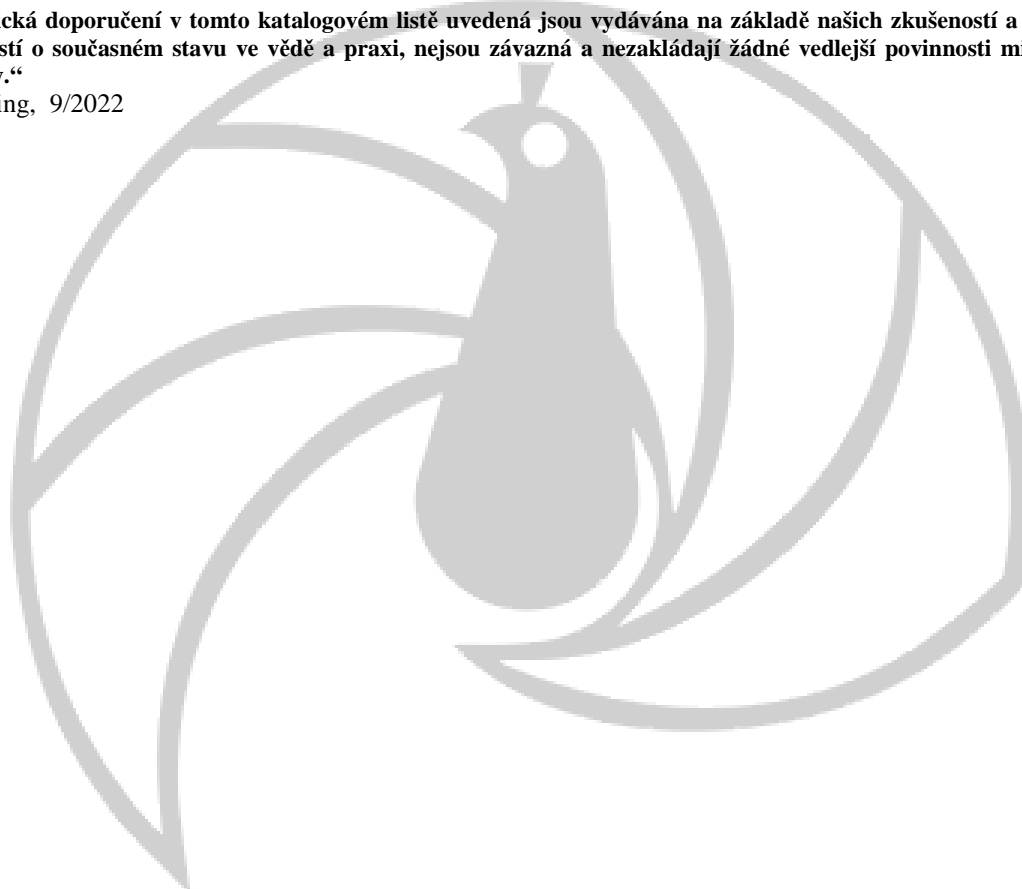 ická doporučení v tomto katalogovém listě uvedená jsou vydávána na základě našich zkušeností a
stí o současném stavu ve vědě a praxi, nejsou závazná a nezakládají žádné vedlejší povinnosti mi
.“
ing, 9/2022